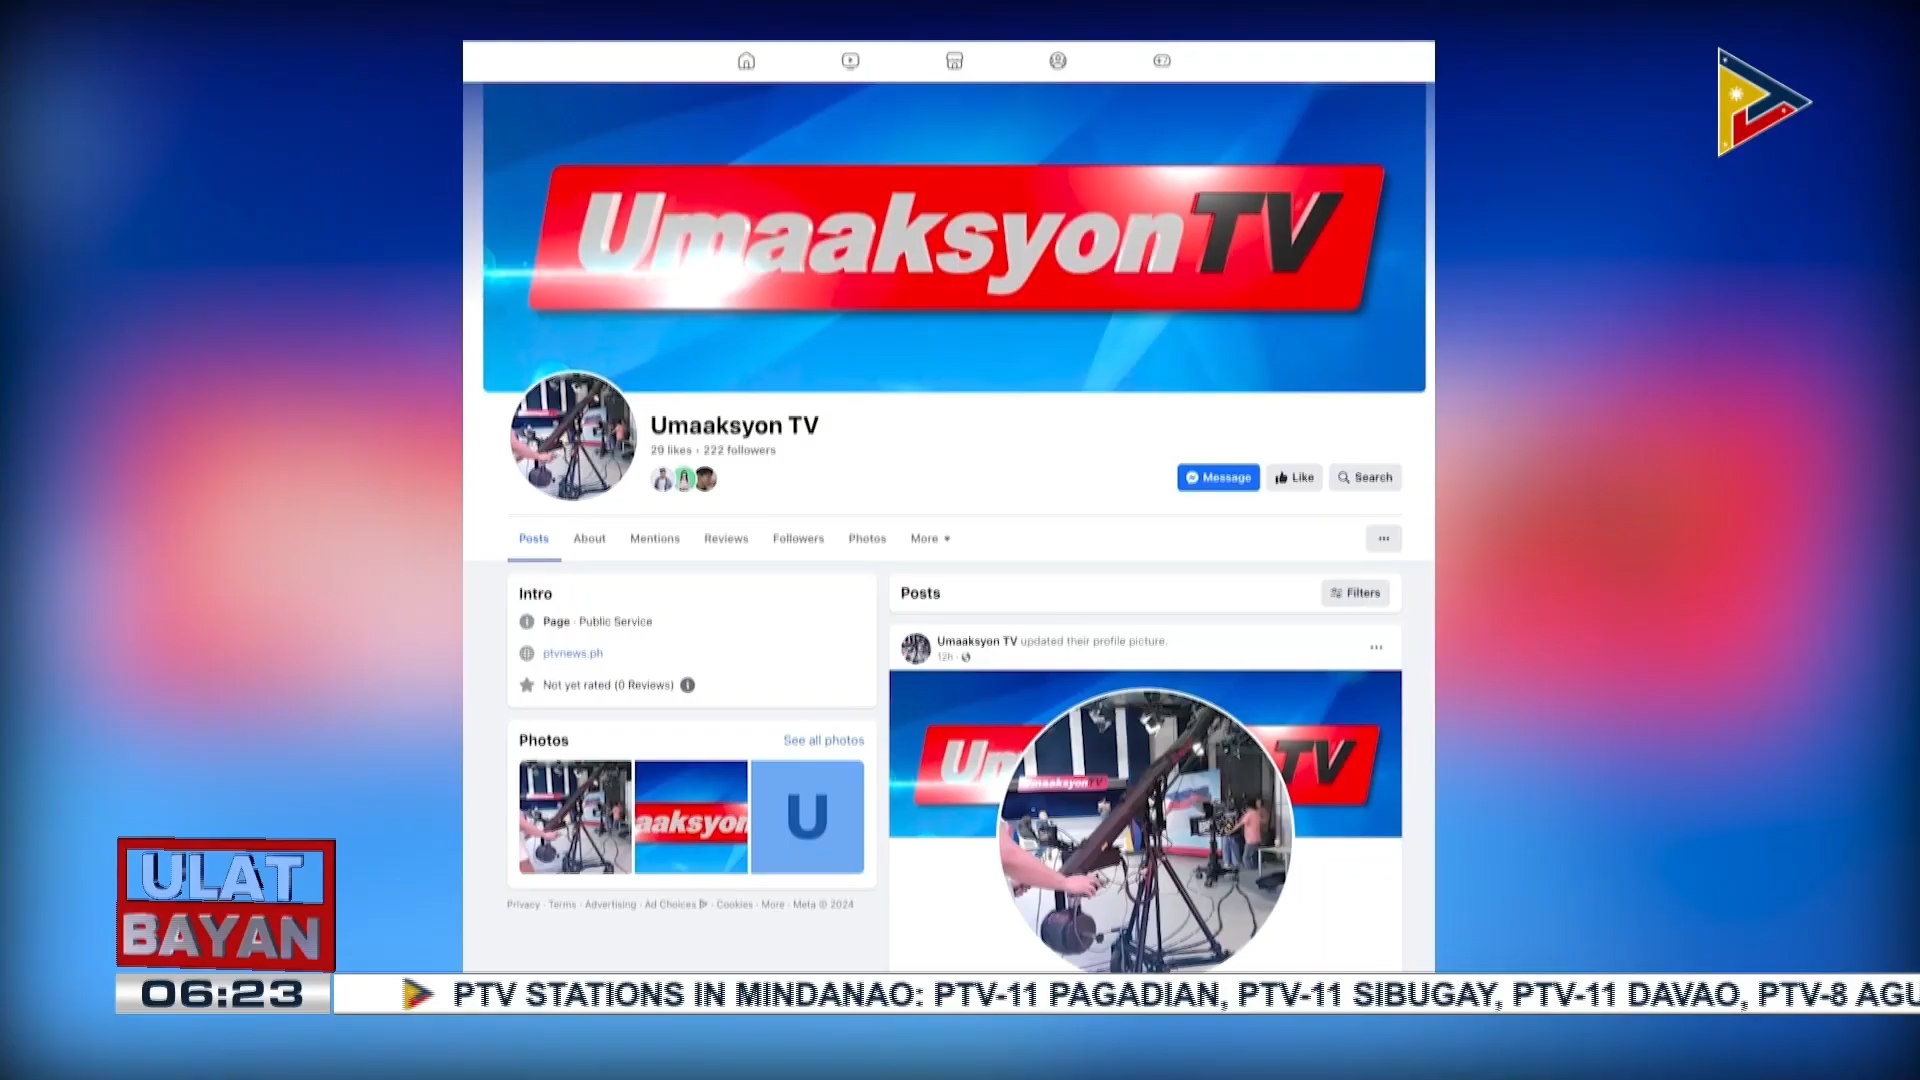 UmaaksyonTV
Umaaksyon TV
29 likes · 222 followers
Message
Like
Search
Posts
About
Mentions
Reviews
Followers
Photos
More
Intro
Page · Public Service
ptvnews.ph
Not yet rated (0 Reviews)
Photos
See all photos
aaksyon
U
Privacy · Terms · Advertising · Ad Choices · Cookies · More · Meta © 2024
Posts
Filters
Umaaksyon TV updated their profile picture.
12h
Um
TV
UmaaksyonTV
ULAT
BAYAN
06:23
PTV STATIONS IN MINDANAO: PTV-11 PAGADIAN, PTV-11 SIBUGAY, PTV-11 DAVAO, PTV-8 AGU